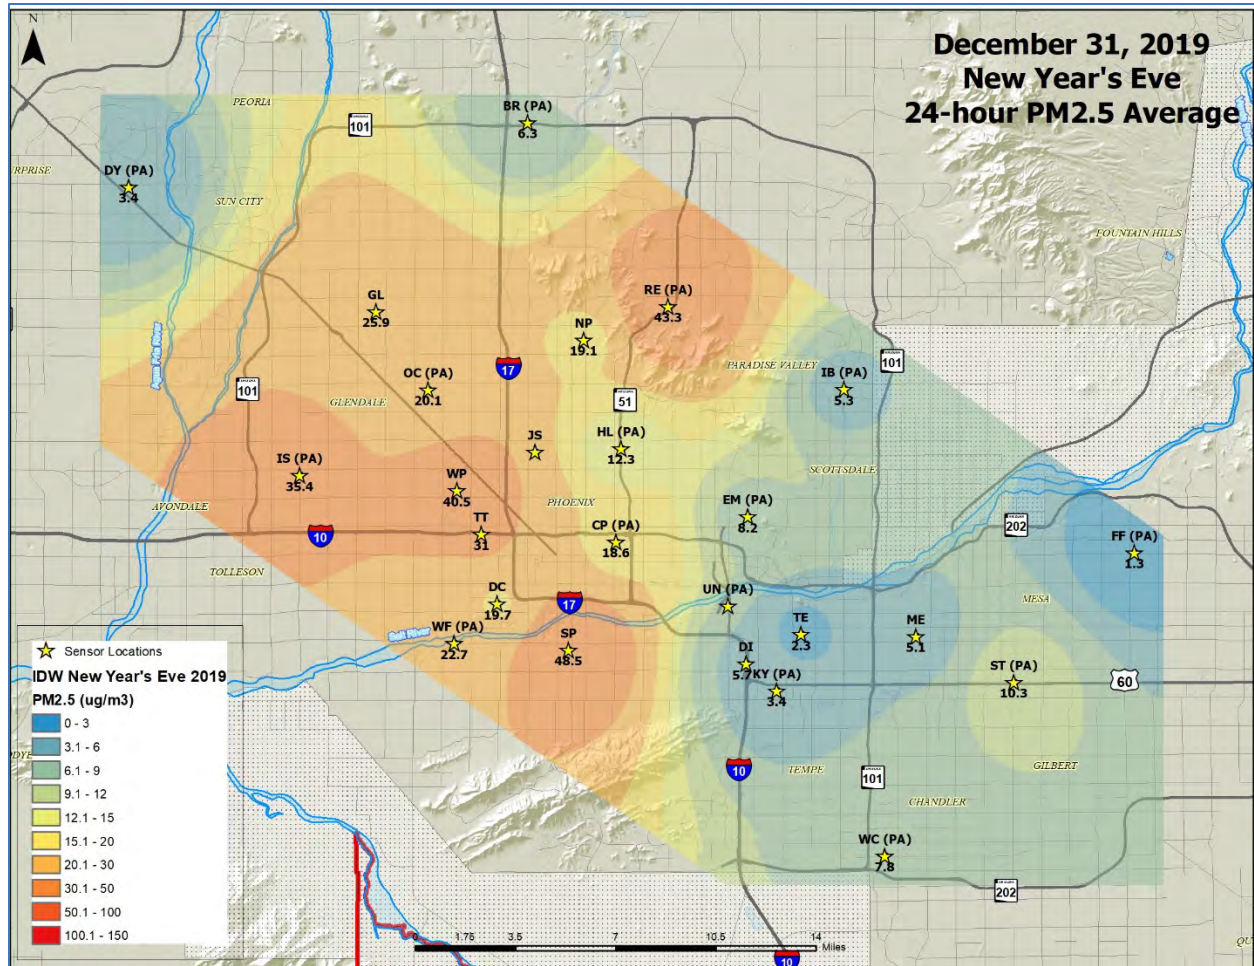 December 31, 2019
New Year's Eve
24-hour PM2.5 Average
N
PEORIA
BR (PA)
6.3
101
DY (PA)
3.4
SUN CITY
FOUNTAIN HILLS
GL
25.9
RE (PA)
43.3
NP
19.1
17
PARADISE VALLEY
101
IB (PA)
5.3
Agua Fria River
101
OC (PA)
20.1
GLENDALE
51
JS
HL (PA)
12.3
IS (PA)
35.4
WP
40.5
SCOTTSDALE
AVONDALE
PHOENIX
EM (PA)
8.2
202
10
TT
31
CP (PA)
18.6
FF (PA)
1.3
TOLLESON
DC
19.7
17
UN (PA)
MESA
Salt River
WF (PA)
22.7
SP
48.5
TE
2.3
ME
5.1
DI
5.7
KY (PA)
3.4
ST (PA)
10.3
60
10
TEMPE
101
GILBERT
CHANDLER
WC (PA)
7.8
202
Sensor Locations
IDW New Year's Eve 2019
PM2.5 (ug/m3)
0 - 3
3.1 - 6
6.1 - 9
9.1 - 12
12.1 - 15
15.1 - 20
20.1 - 30
30.1 - 50
50.1 - 100
100.1 - 150
0 1.75 3.5 7 10.5 14
Miles
10